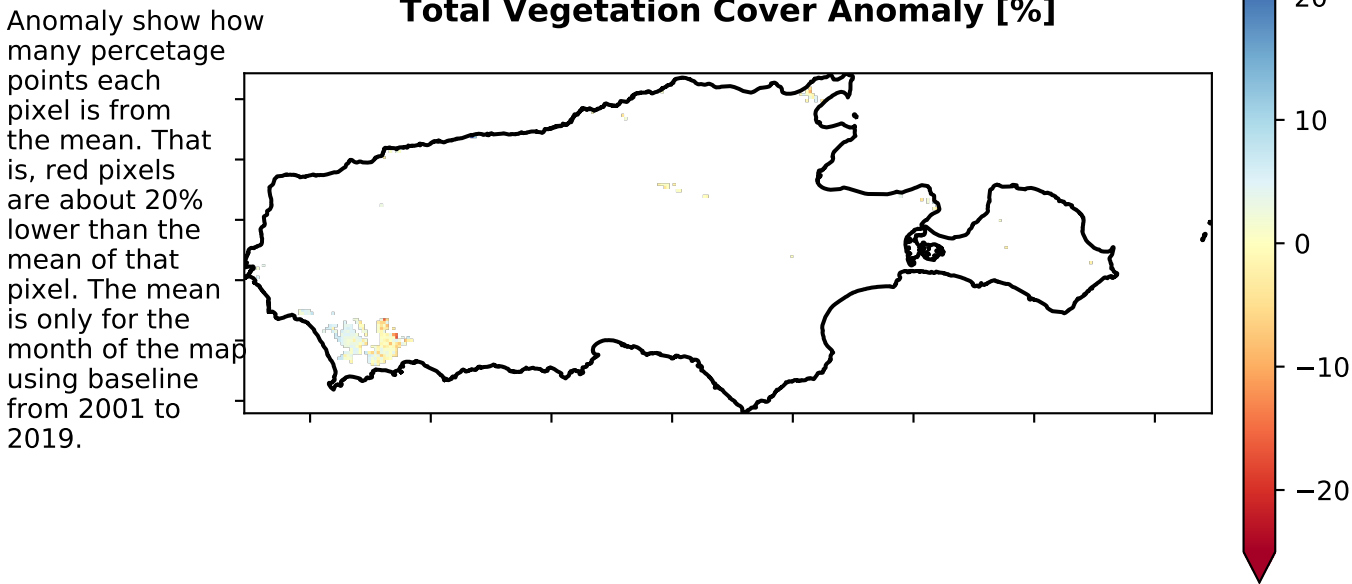 Total Vegetation Cover Anomaly [%]
Anomaly show how
many percetage
points each
pixel is from
the mean. That
is, red pixels
are about 20%
lower than the
mean of that
pixel. The mean
is only for the
month of the map
using baseline
from 2001 to
2019.
20
10
0
−10
−20